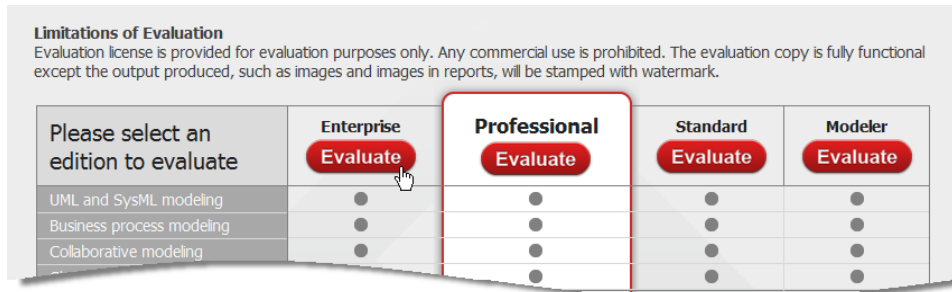 Limitations of Evaluation
Evaluation license is provided for evaluation purposes only. Any commercial use is prohibited. The evaluation copy is fully functional
except the output produced, such as images and images in reports, will be stamped with watermark.
Please select an
edition to evaluate
Enterprise
Evaluate
Professional
Evaluate
Standard
Evaluate
Modeler
Evaluate
UML and SysML modeling
Business process modeling
Collaborative modeling